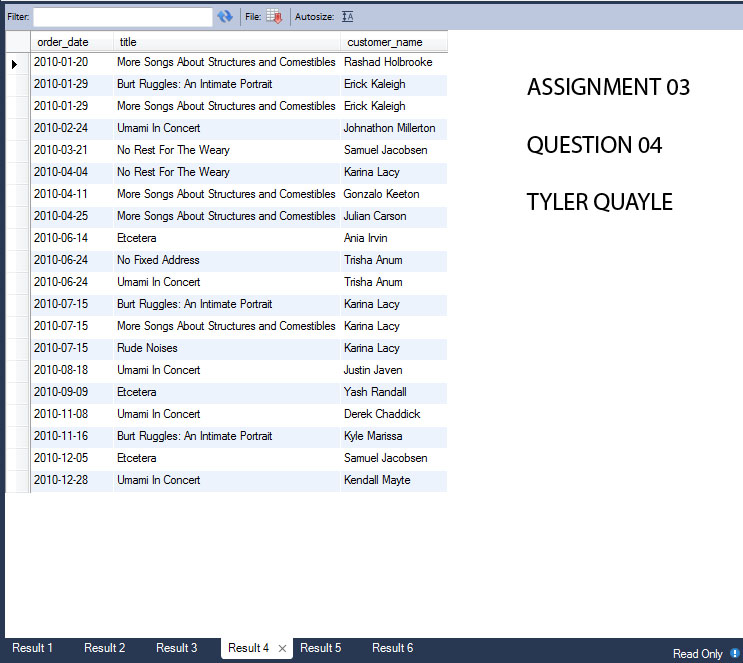 Filter: File: Autosize:
order_date title customer_name
2010-01-20 More Songs About Structures and Comestibles Rashad Holbrooke
2010-01-29 Burt Ruggles: An Intimate Portrait Erick Kaleigh
2010-01-29 More Songs About Structures and Comestibles Erick Kaleigh
2010-02-24 Umami In Concert Johnathon Millerton
2010-03-21 No Rest For The Weary Samuel Jacobsen
2010-04-04 No Rest For The Weary Karina Lacy
2010-04-11 More Songs About Structures and Comestibles Gonzalo Keeton
2010-04-25 More Songs About Structures and Comestibles Julian Carson
2010-06-14 Etcetera Ania Irvin
2010-06-24 No Fixed Address Trisha Anum
2010-06-24 Umami In Concert Trisha Anum
2010-07-15 Burt Ruggles: An Intimate Portrait Karina Lacy
2010-07-15 More Songs About Structures and Comestibles Karina Lacy
2010-07-15 Rude Noises Karina Lacy
2010-08-18 Umami In Concert Justin Javen
2010-09-09 Etcetera Yash Randall
2010-11-08 Umami In Concert Derek Chaddick
2010-11-16 Burt Ruggles: An Intimate Portrait Kyle Marissa
2010-12-05 Etcetera Samuel Jacobsen
2010-12-28 Umami In Concert Kendall Mayte
ASSIGNMENT 03
QUESTION 04
TYLER QUAYLE
Result 1 Result 2 Result 3 Result 4 Result 5 Result 6
Read Only